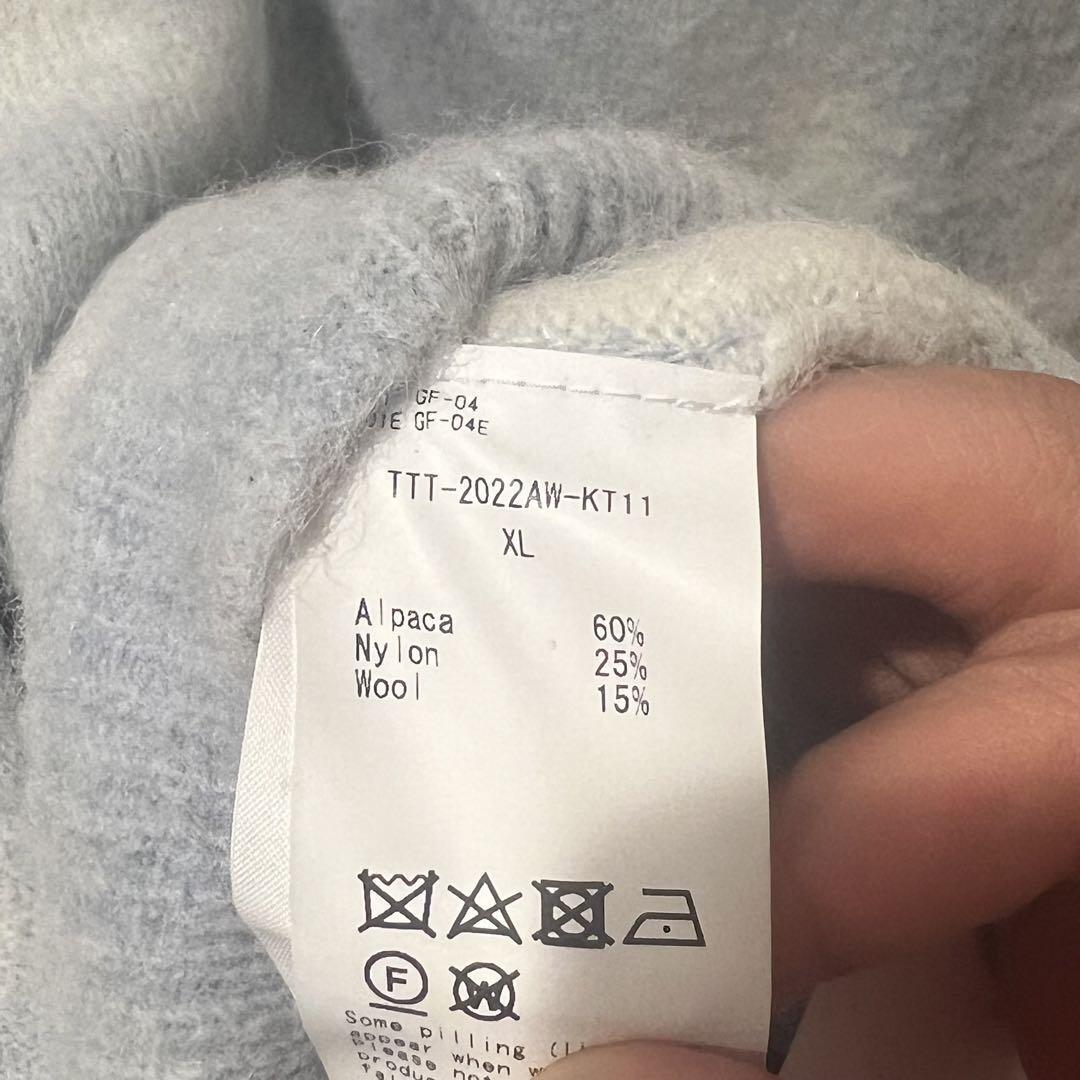 GF-04
GF-04E
TTT-2022AW-KT11
XL
Alpaca 60%
Nylon 25%
Wool 15%
F
W
Some pilling
appear when
Please